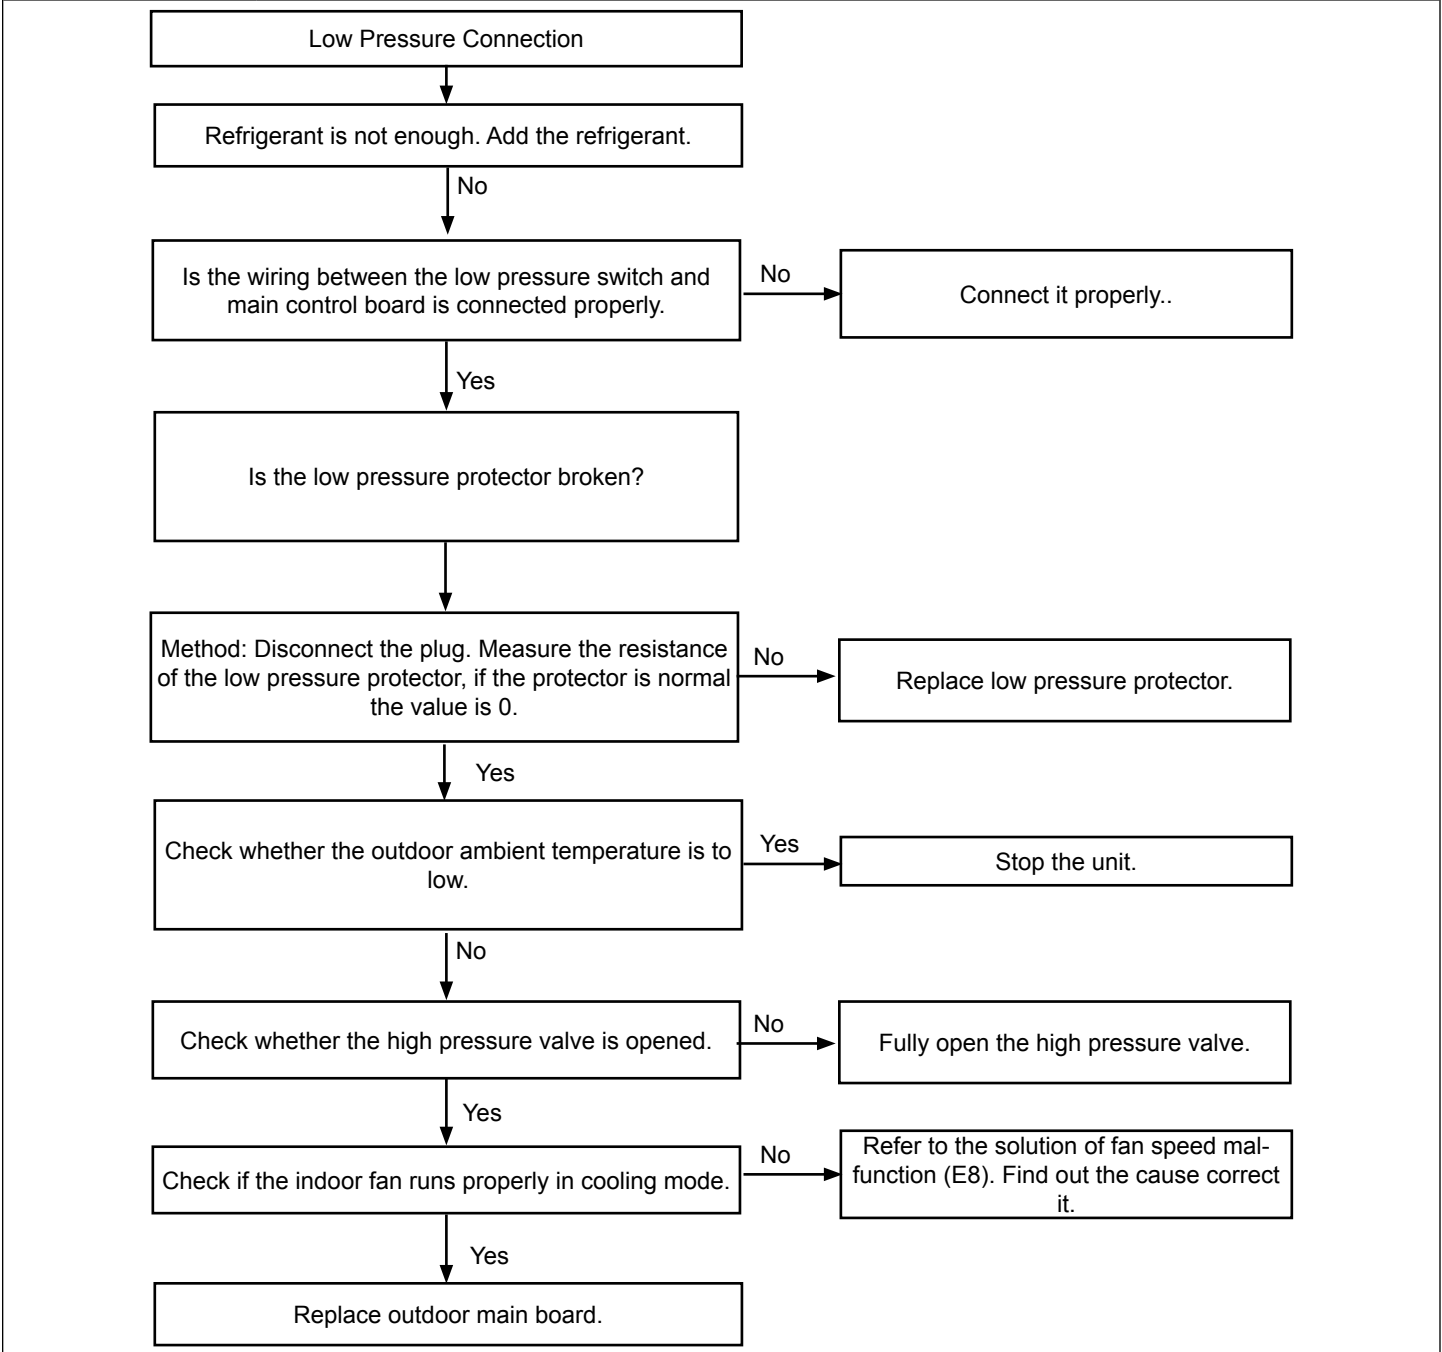 Low Pressure Connection
Refrigerant is not enough. Add the refrigerant.
No
Is the wiring between the low pressure switch and
main control board is connected properly.
No
Connect it properly..
Yes
Is the low pressure protector broken?
Method: Disconnect the plug. Measure the resistance
of the low pressure protector, if the protector is normal
the value is 0.
No
Replace low pressure protector.
Yes
Check whether the outdoor ambient temperature is to
low.
Yes
Stop the unit.
No
Check whether the high pressure valve is opened.
No
Fully open the high pressure valve.
Yes
Check if the indoor fan runs properly in cooling mode.
No
Refer to the solution of fan speed mal-
function (E8). Find out the cause correct
it.
Yes
Replace outdoor main board.